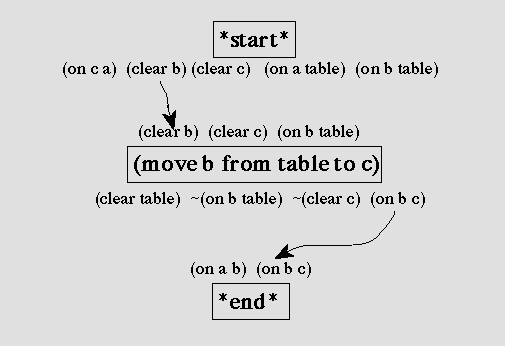 *start*
(on c a) (clear b) (clear c) (on a table) (on b table)
(clear b) (clear c) (on b table)
(move b from table to c)
(clear table) ~(on b table) ~(clear c) (on b c)
(on a b) (on b c)
*end*